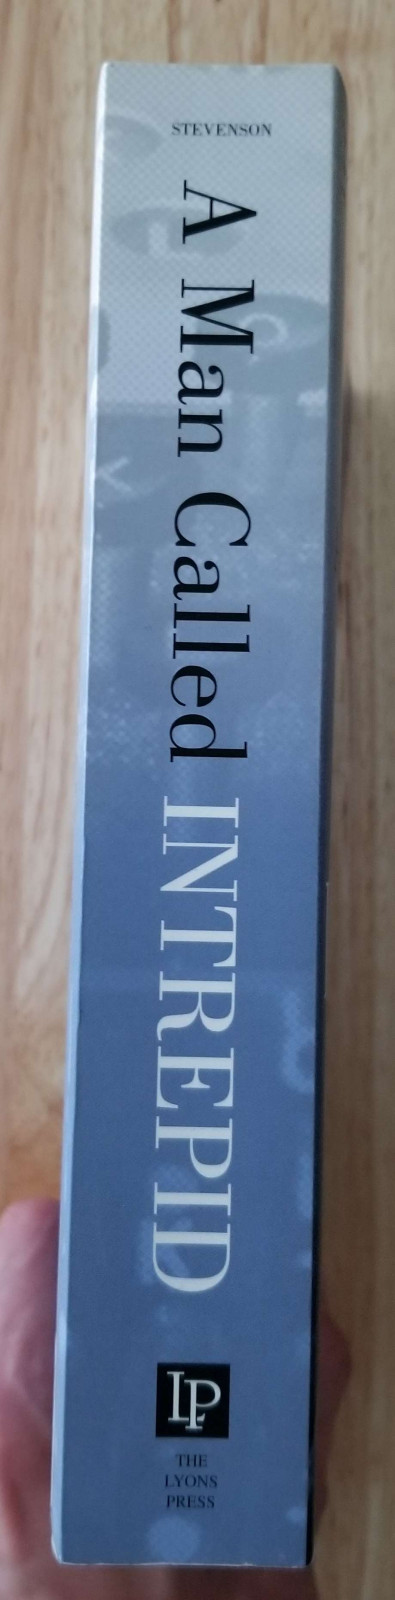 STEVENSON
A Man Called INTREPID
LP
THE
LYONS
PRESS